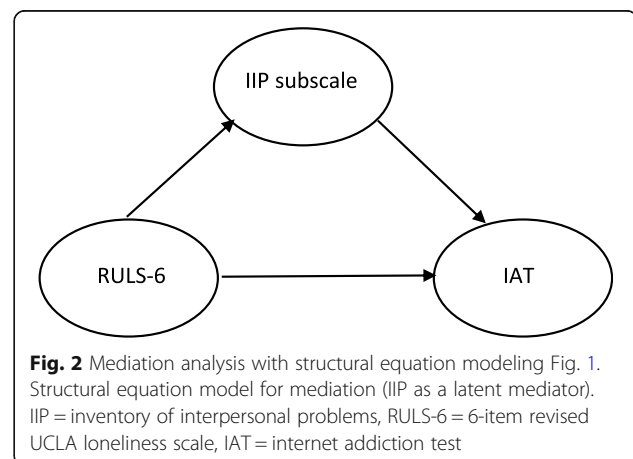 IIP subscale
RULS-6
IAT
Fig. 2 Mediation analysis with structural equation modeling Fig. 1.
Structural equation model for mediation (IIP as a latent mediator).
IIP = inventory of interpersonal problems, RULS-6 = 6-item revised
UCLA loneliness scale, IAT = internet addiction test